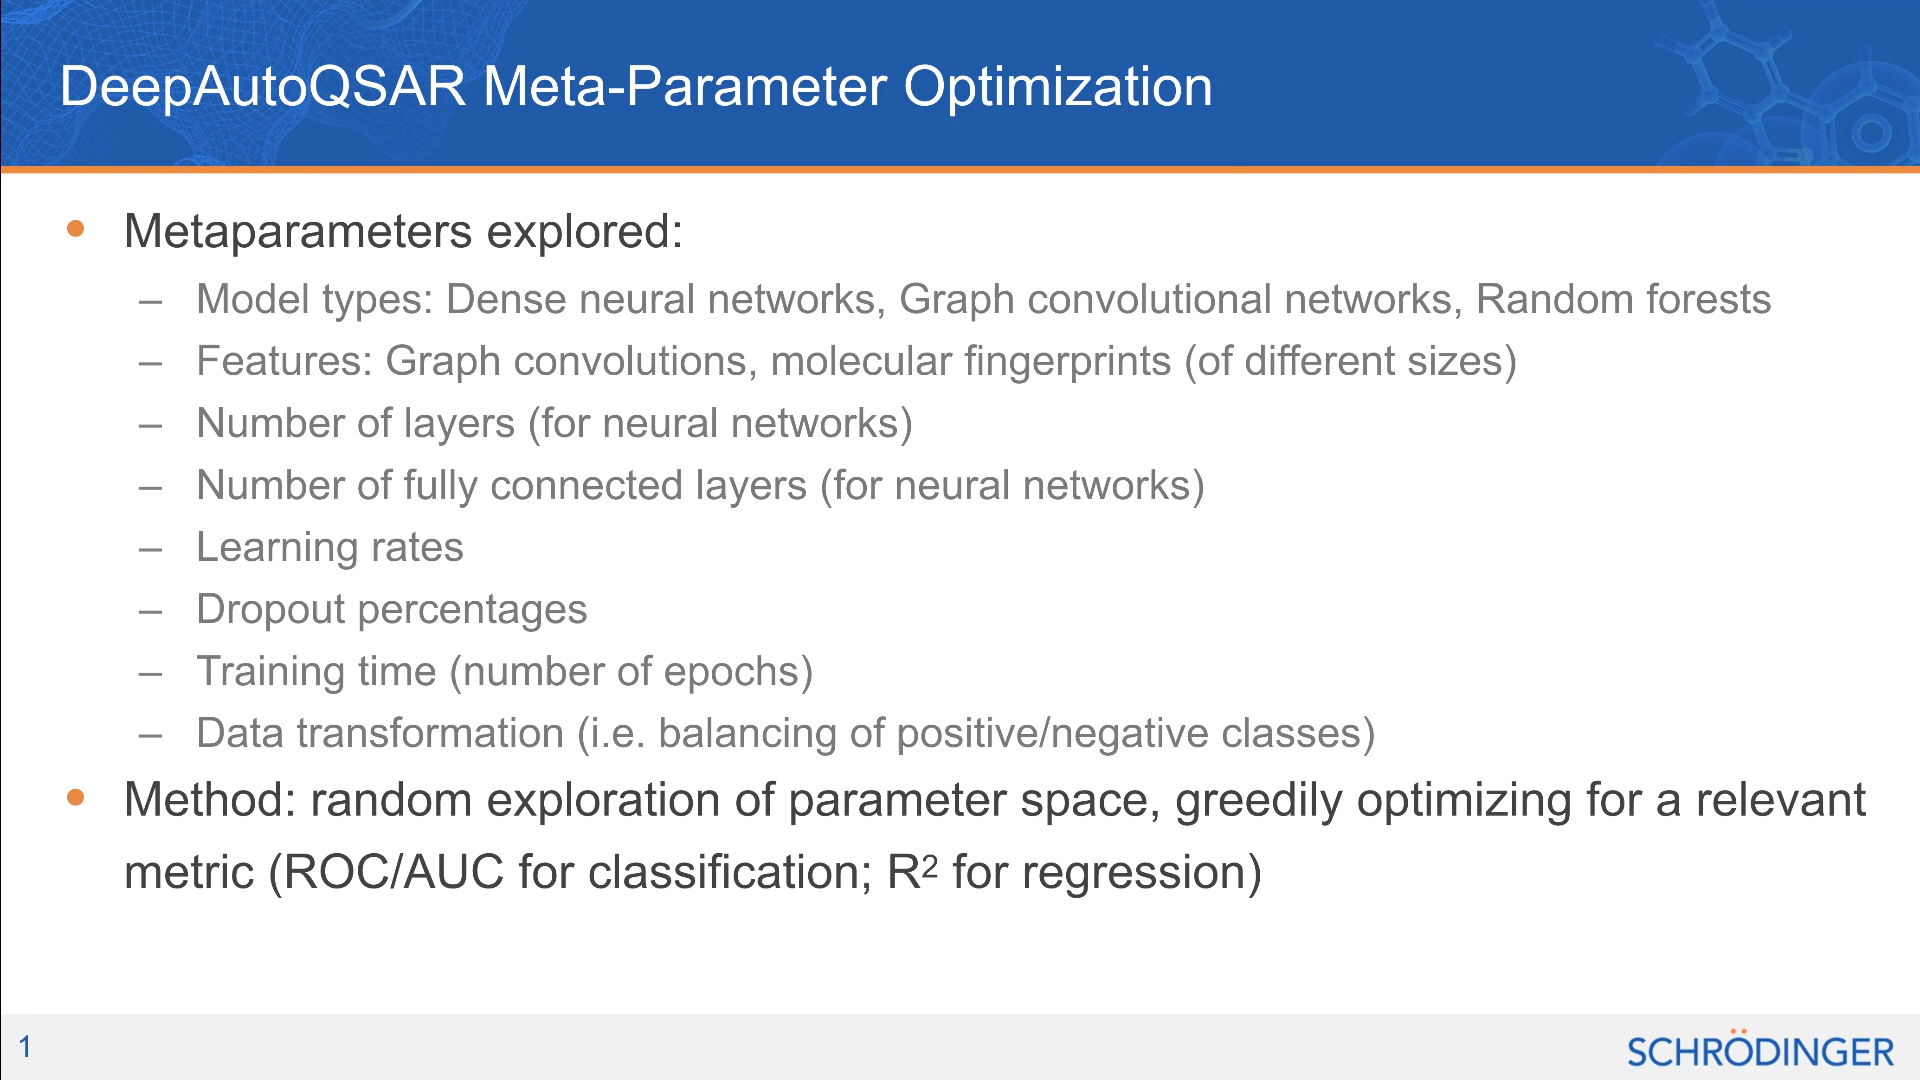 DeepAutoQSAR Meta-Parameter Optimization
• Metaparameters explored:
– Model types: Dense neural networks, Graph convolutional networks, Random forests
– Features: Graph convolutions, molecular fingerprints (of different sizes)
– Number of layers (for neural networks)
– Number of fully connected layers (for neural networks)
– Learning rates
– Dropout percentages
– Training time (number of epochs)
– Data transformation (i.e. balancing of positive/negative classes)
• Method: random exploration of parameter space, greedily optimizing for a relevant
metric (ROC/AUC for classification; R² for regression)
1
SCHRÖDINGER